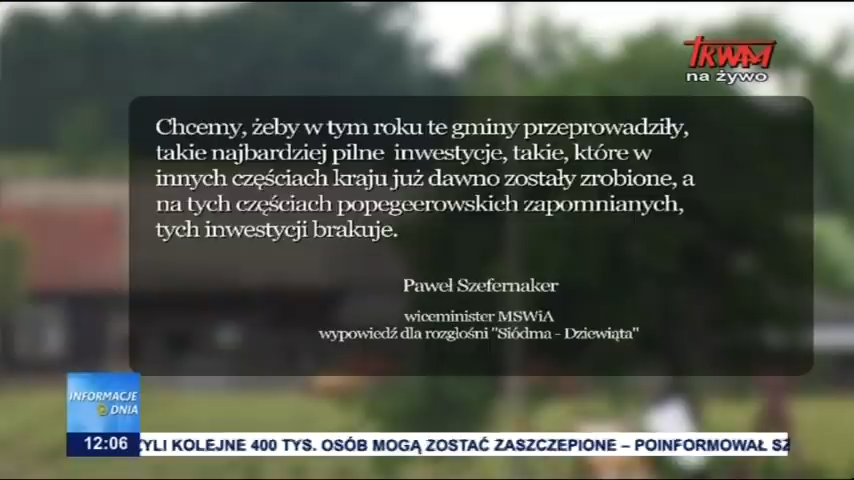 TRWAM
na żywo
Chcemy, żeby w tym roku te gminy przeprowadziły,
takie najbardziej pilne inwestycje, takie, które w
innych częściach kraju już dawno zostały zrobione, a
na tych częściach popegeerowskich zapomnianych,
tych inwestycji brakuje.
Paweł Szefernaker
wiceminister MSWiA
wypowiedź dla rozgłośni "Siódma - Dziewiąta"
INFORMACJE
DNIA
12:06 ZYLI KOLEJNE 400 TYS. OSÓB MOGĄ ZOSTAĆ ZASZCZEPIONE – POINFORMOWAŁ SZ